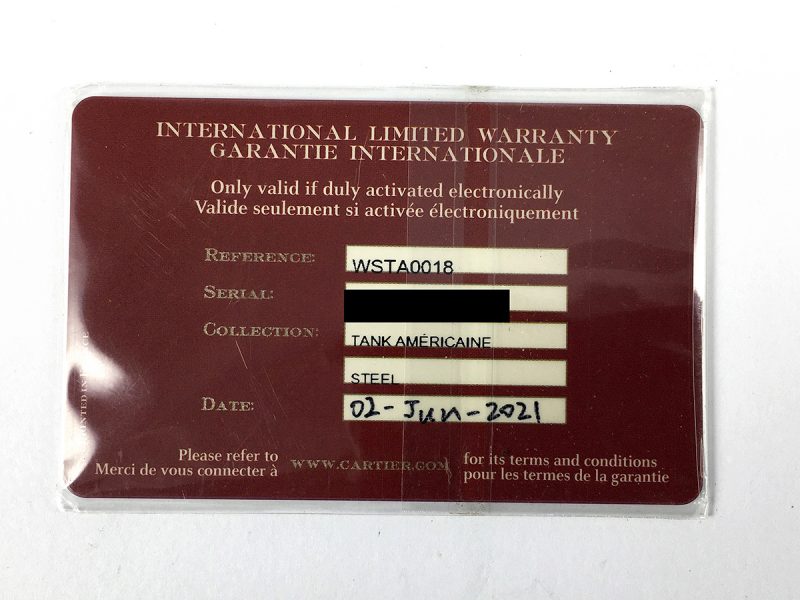 INTERNATIONAL LIMITED WARRANTY
GARANTIE INTERNATIONALE
Only valid if duly activated electronically
Valide seulement si activée électroniquement
REFERENCE: WSTA0018
SERIAL:
COLLECTION: TANK AMÉRICAINE
STEEL
DATE: 02-Jun-2021
Please refer to
Merci de vous connecter à
WWW.CARTIER.COM
for its terms and conditions
pour les termes de la garantie